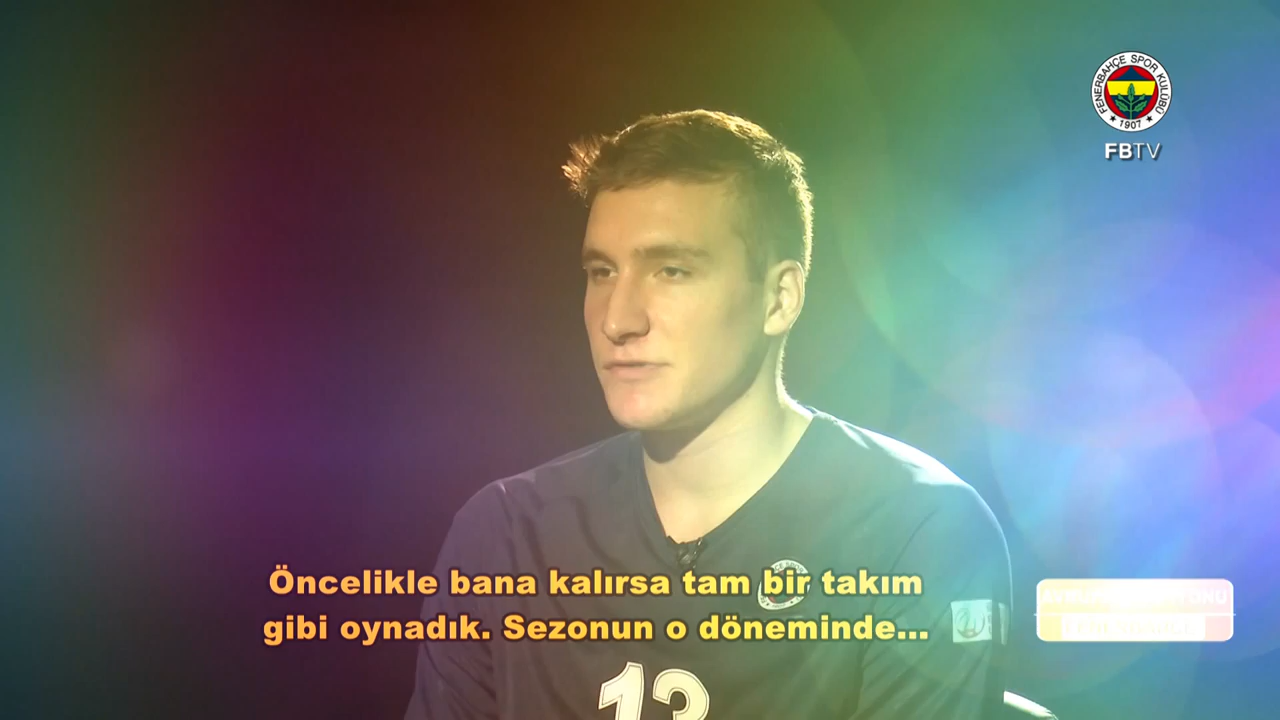 FENERBAHÇE SPOR KULÜBÜ
★ 1907 ★
FBTV
Öncelikle bana kalırsa tam bir takım
gibi oynadık. Sezonun o döneminde...
13